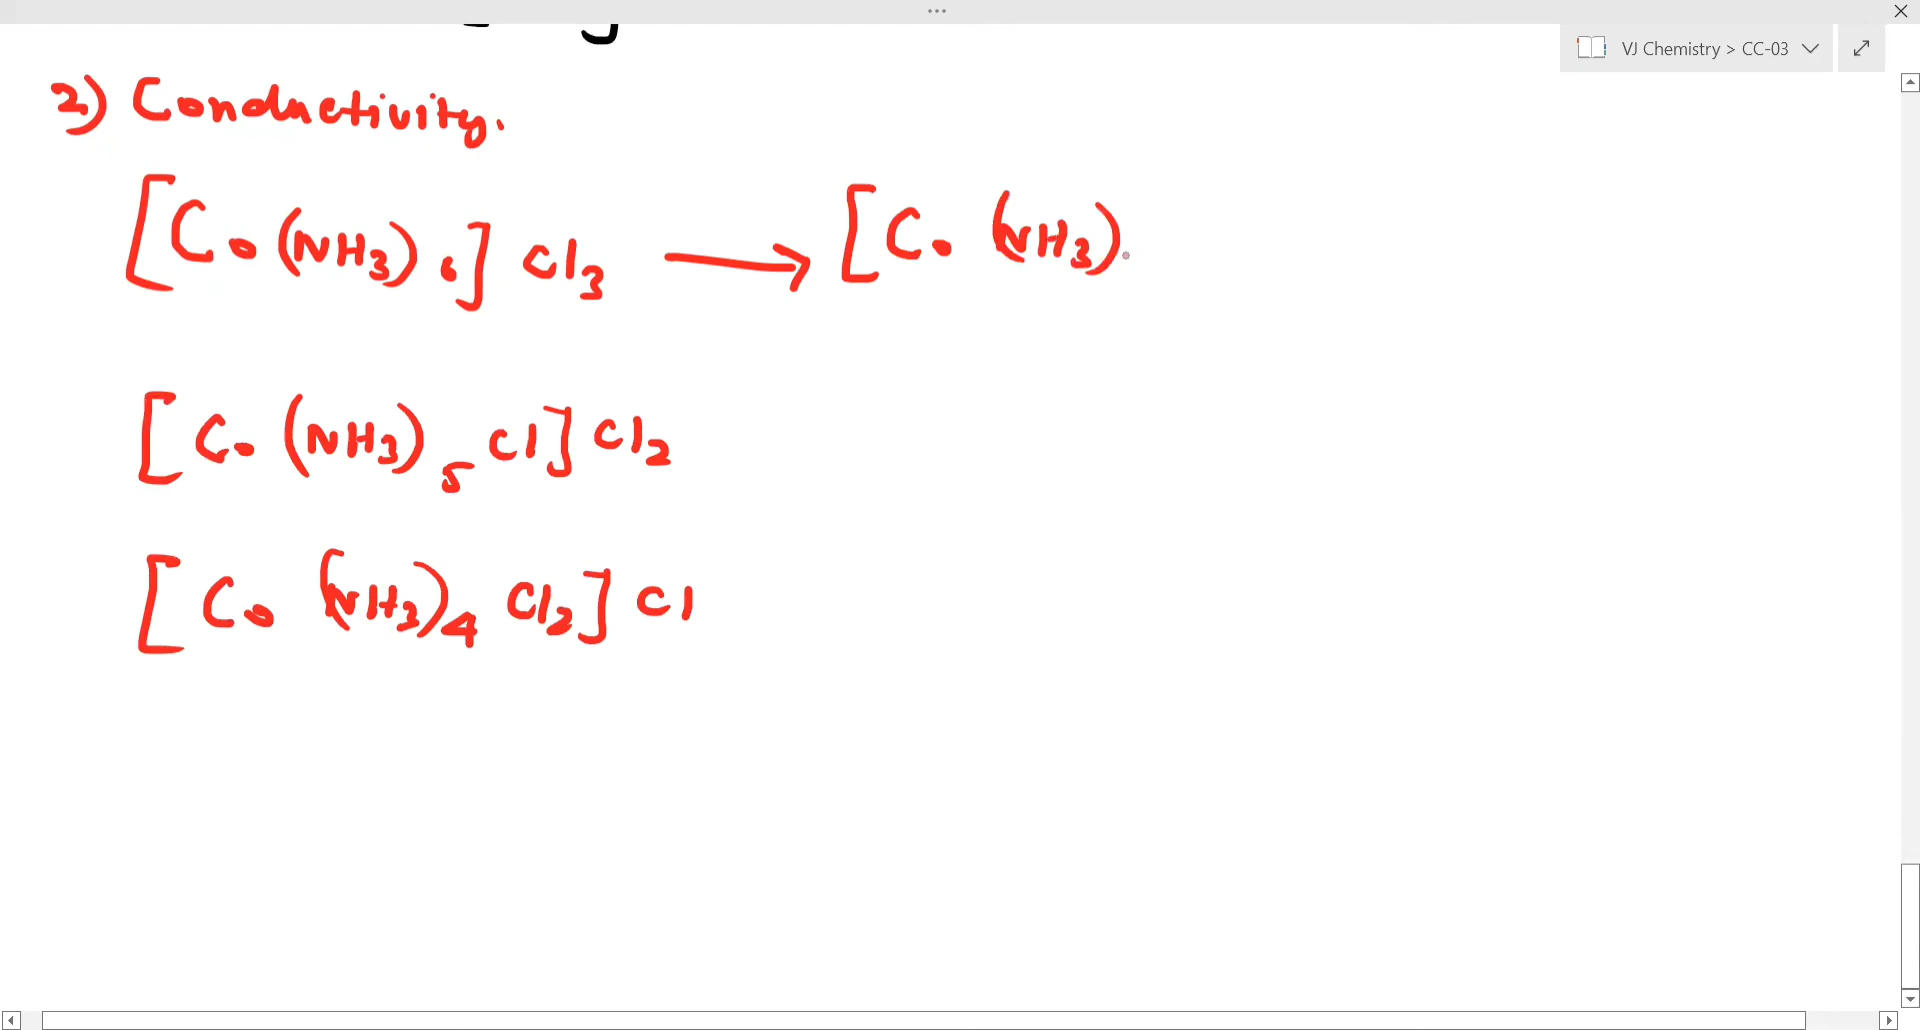 VJ Chemistry > CC-03
2) Conductivity.
[Co(NH3)6]Cl3 ⟶ [Co(NH3)
[Co(NH3)5Cl]Cl2
[Co(NH3)4Cl2]Cl